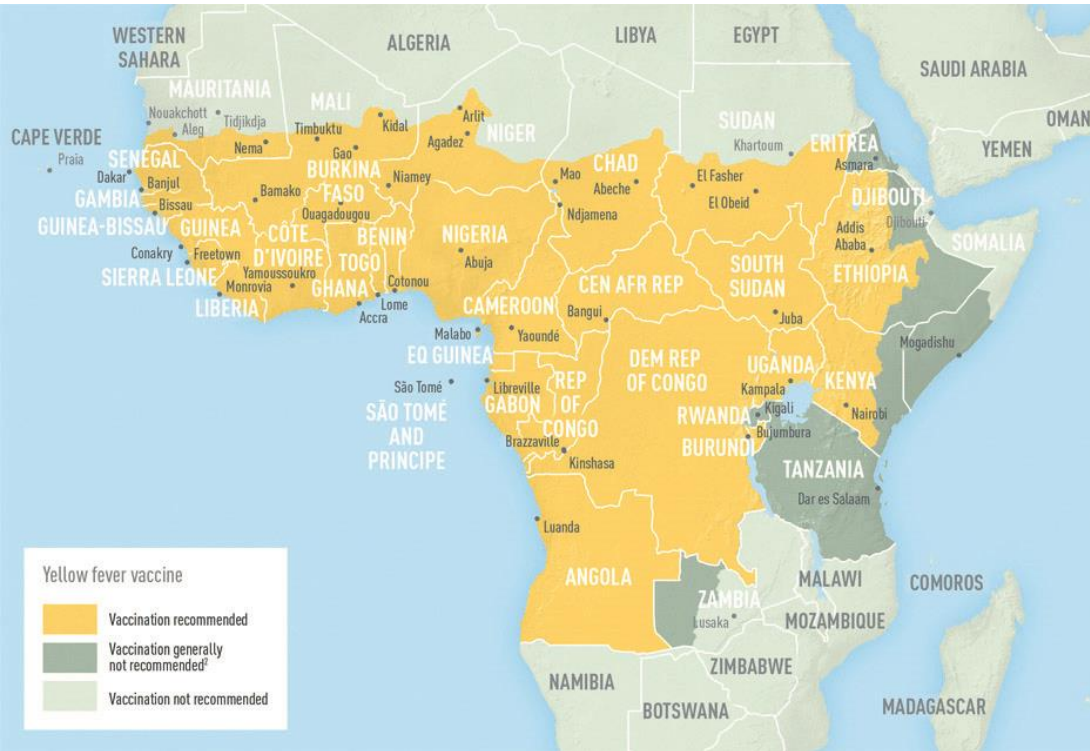 WESTERN
SAHARA
ALGERIA
LIBYA
EGYPT
SAUDI ARABIA
OMAN
YEMEN
MAURITANIA
Nouakchott
Tidjikdja
Aleg
Nema
MALI
Timbuktu
Kidal
Gao
Bamako
Arlit
Agadez
NIGER
Niamey
CHAD
Mao
Abeche
Ndjamena
SUDAN
Khartoum
El Fasher
El Obeid
ERITREA
Asmara
DJIBOUTI
Djibouti
SOMALIA
Mogadishu
CAPE VERDE
Praia
SENEGAL
Dakar
Banjul
GAMBIA
Bissau
GUINEA-BISSAU
GUINEA
Conakry
Freetown
SIERRA LEONE
Monrovia
LIBERIA
CÔTE
D'IVOIRE
Yamoussoukro
BURKINA
FASO
Ouagadougou
GHANA
Accra
TOGO
Lome
BENIN
Cotonou
NIGERIA
Abuja
CAMEROON
Yaoundé
CEN AFR REP
Bangui
SOUTH
SUDAN
Juba
Addis
Ababa
ETHIOPIA
Malabo
EQ GUINEA
São Tomé
SÃO TOMÉ
AND
PRINCIPE
Libreville
GABON
REP
OF
CONGO
Brazzaville
Kinshasa
DEM REP
OF CONGO
UGANDA
Kampala
KENYA
Nairobi
RWANDA
Kigali
BURUNDI
Bujumbura
TANZANIA
Dar es Salaam
Luanda
ANGOLA
ZAMBIA
Lusaka
MALAWI
MOZAMBIQUE
COMOROS
NAMIBIA
BOTSWANA
ZIMBABWE
MADAGASCAR
Yellow fever vaccine
Vaccination recommended
Vaccination generally
not recommended²
Vaccination not recommended